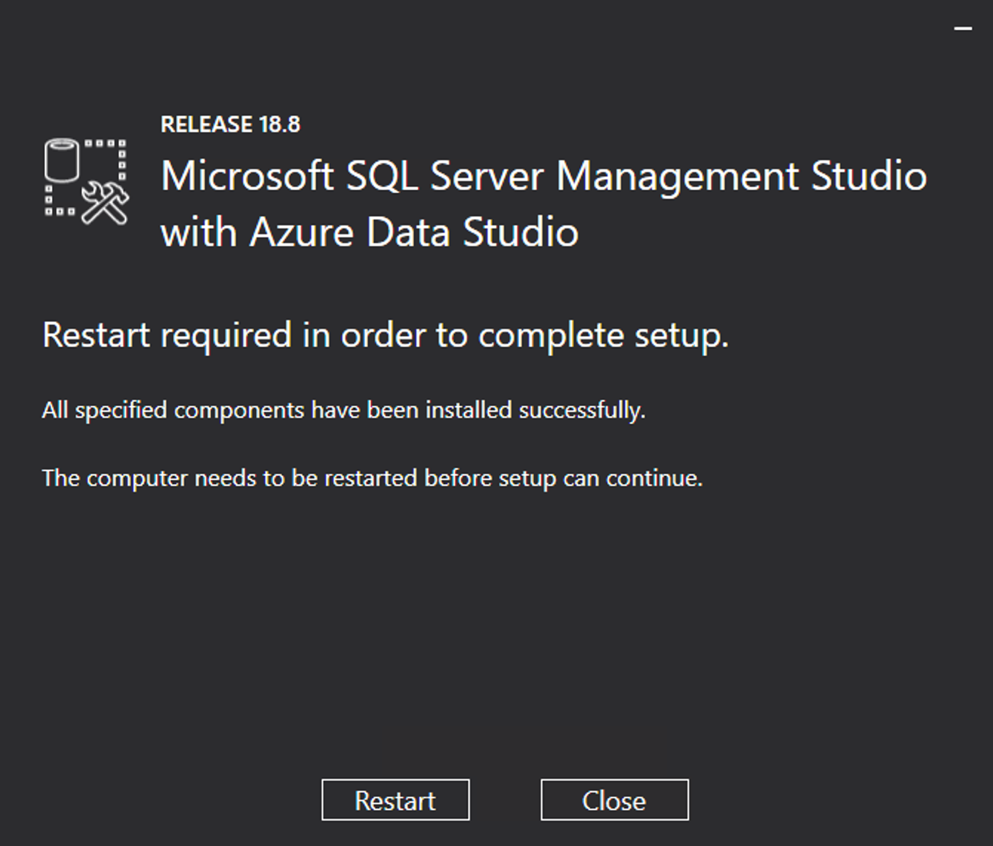 RELEASE 18.8
Microsoft SQL Server Management Studio
with Azure Data Studio
Restart required in order to complete setup.
All specified components have been installed successfully.
The computer needs to be restarted before setup can continue.
Restart
Close